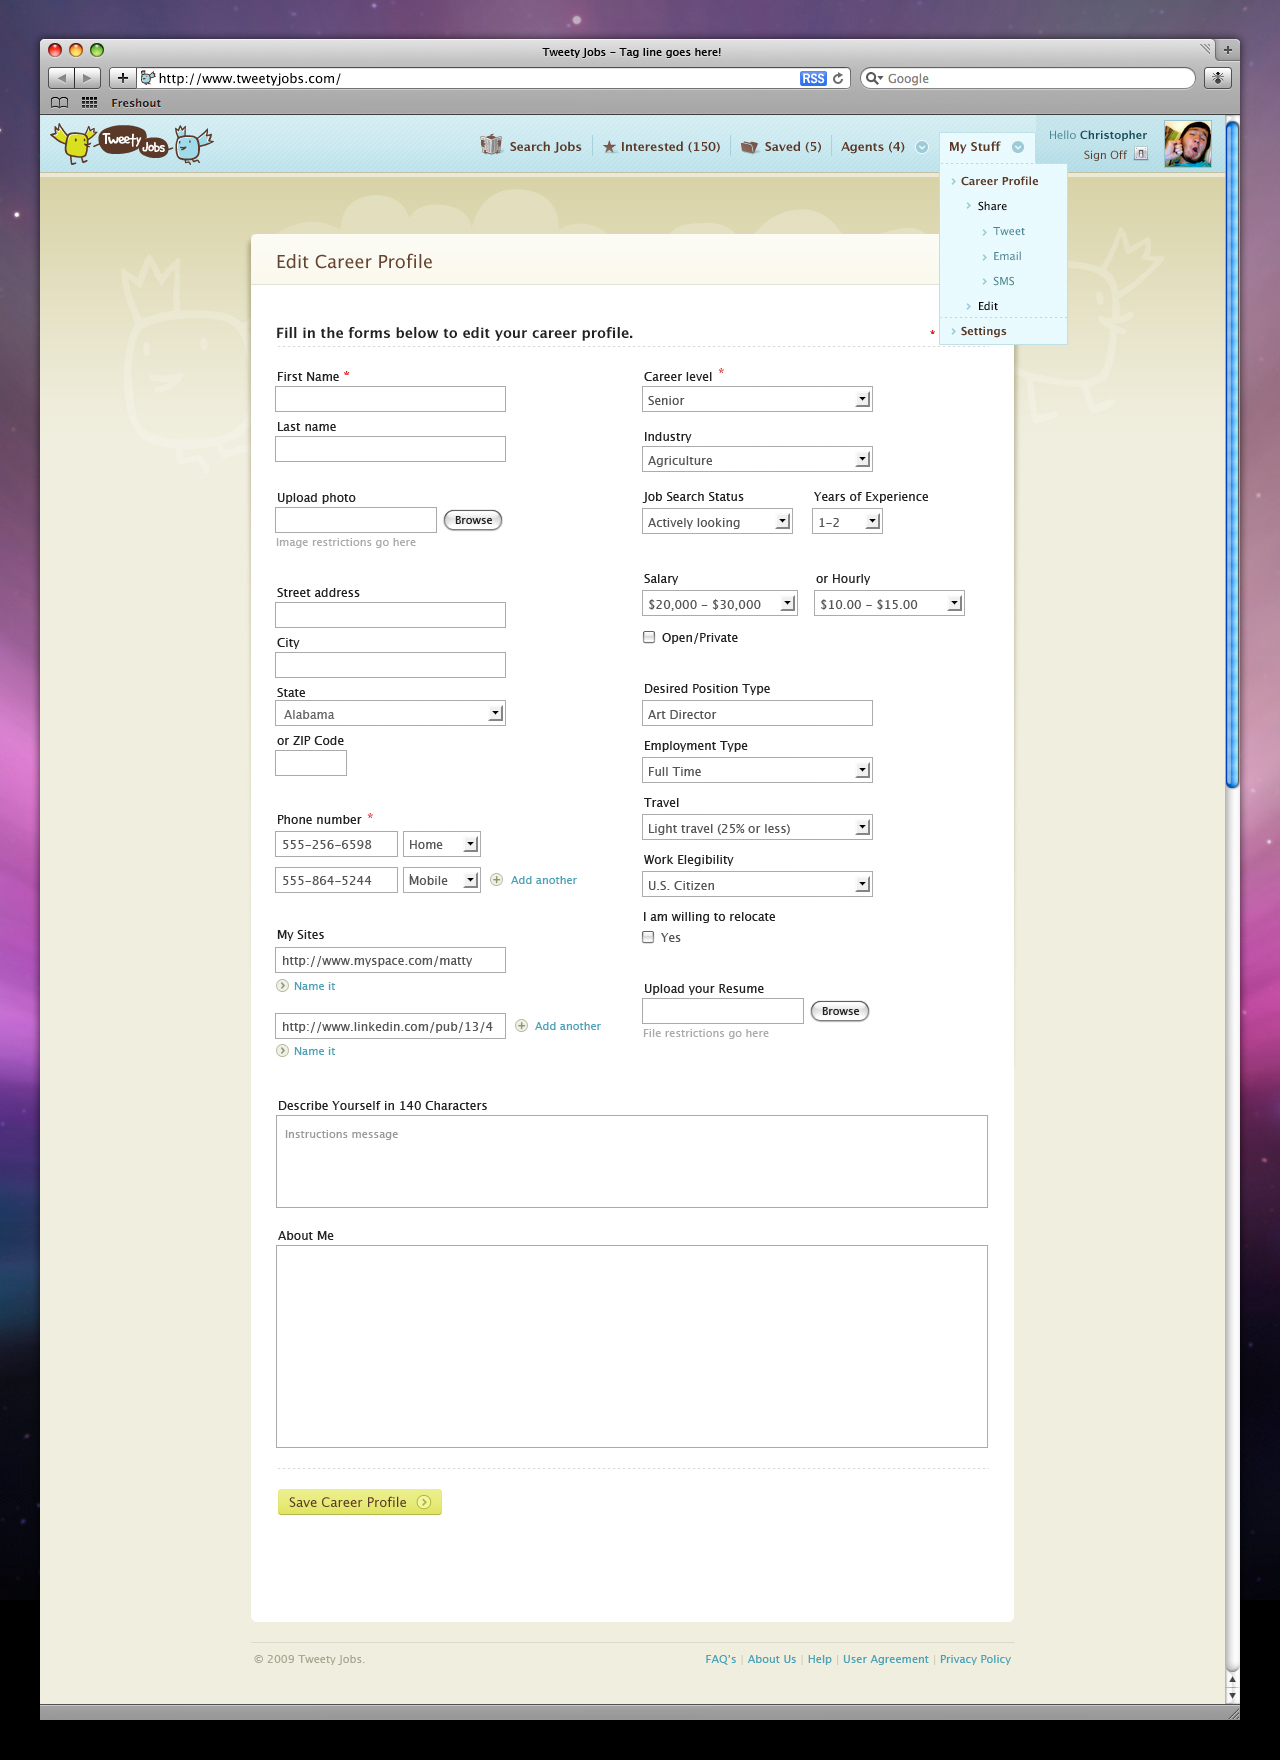 Tweety Jobs - Tag line goes here!
http://www.tweetyjobs.com/
RSS
Google
Freshout
Tweety Jobs
Search Jobs
Interested (150)
Saved (5)
Agents (4)
My Stuff
Hello Christopher
Sign Off
Career Profile
Share
Tweet
Email
SMS
Edit
Settings
Edit Career Profile
Fill in the forms below to edit your career profile.
*
First Name *
Last name
Upload photo
Browse
Image restrictions go here
Street address
City
State
Alabama
or ZIP Code
Phone number *
555-256-6598
Home
555-864-5244
Mobile
Add another
My Sites
http://www.myspace.com/matty
Name it
http://www.linkedin.com/pub/13/4
Add another
Name it
Career level *
Senior
Industry
Agriculture
Job Search Status
Years of Experience
Actively looking
1-2
Salary
or Hourly
$20,000 - $30,000
$10.00 - $15.00
Open/Private
Desired Position Type
Art Director
Employment Type
Full Time
Travel
Light travel (25% or less)
Work Elegibility
U.S. Citizen
I am willing to relocate
Yes
Upload your Resume
Browse
File restrictions go here
Describe Yourself in 140 Characters
Instructions message
About Me
Save Career Profile
© 2009 Tweety Jobs.
FAQ's | About Us | Help | User Agreement | Privacy Policy